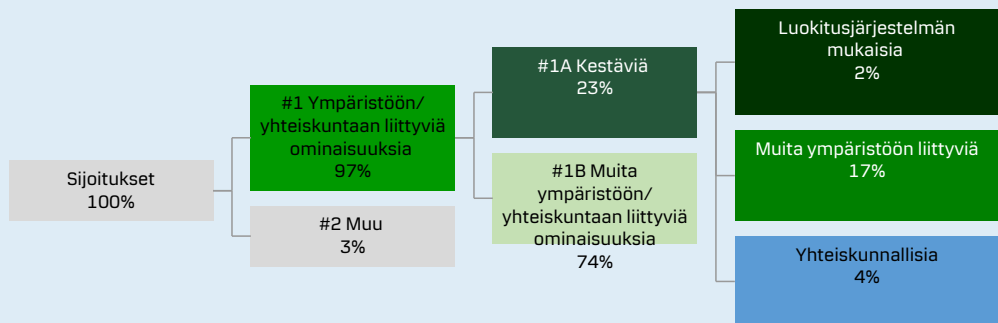 Sijoitukset
100%
#1 Ympäristöön/
yhteiskuntaan liittyviä
ominaisuuksia
97%
#2 Muu
3%
#1A Kestäviä
23%
#1B Muita
ympäristöön/
yhteiskuntaan liittyviä
ominaisuuksia
74%
Luokitusjärjestelmän
mukaisia
2%
Muita ympäristöön liittyviä
17%
Yhteiskunnallisia
4%